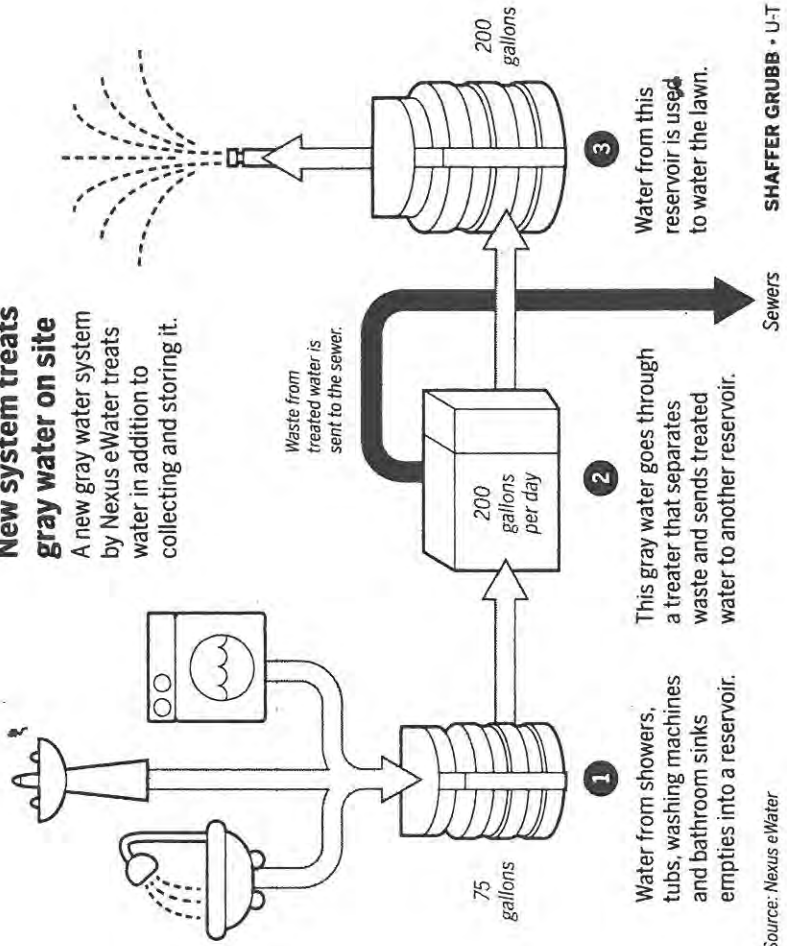 New system treats
gray water on site
A new gray water system
by Nexus eWater treats
water in addition to
collecting and storing it.
75
gallons
Waste from
treated water is
sent to the sewer.
200
gallons
per day
200
gallons
1
Water from showers,
tubs, washing machines
and bathroom sinks
empties into a reservoir.
2
This gray water goes through
a treater that separates
waste and sends treated
water to another reservoir.
3
Water from this
reservoir is used
to water the lawn.
Sewers
Source: Nexus eWater
SHAFFER GRUBB • U-T